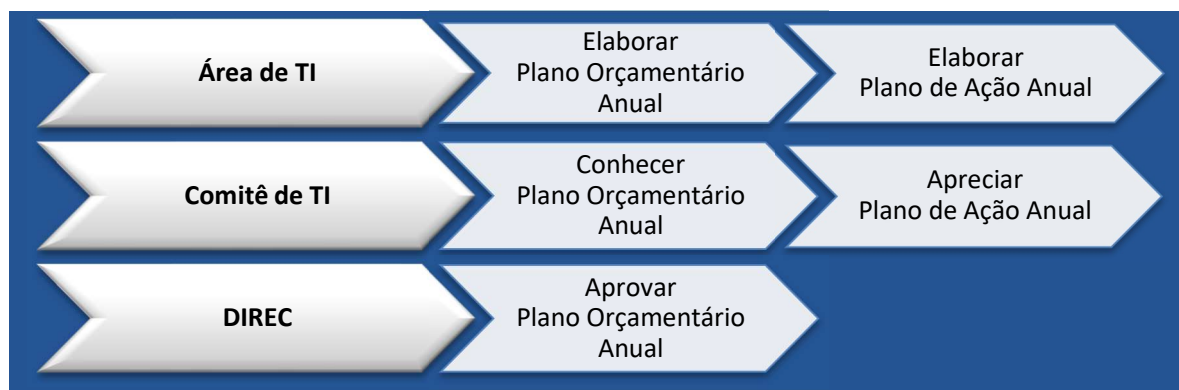 Área de TI
Elaborar
Plano Orçamentário
Anual
Elaborar
Plano de Ação Anual
Comitê de TI
Conhecer
Plano Orçamentário
Anual
Apreciar
Plano de Ação Anual
DIREC
Aprovar
Plano Orçamentário
Anual